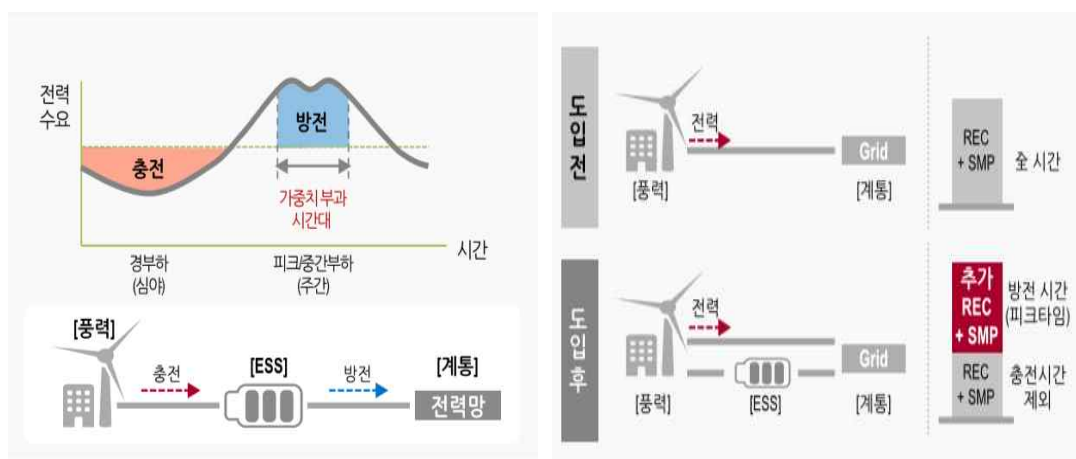 전력
수요
충전
방전
가중치 부과
시간대
시간
경부하
(심야)
피크/중간부하
(주간)
[풍력]
충전
[ESS]
방전
[계통]
전력망
도입 전
전력
[풍력]
Grid
[계통]
REC
+ SMP
全 시간
도입 후
전력
[풍력]
[ESS]
Grid
[계통]
추가
REC
+ SMP
방전 시간
(피크타임)
REC
+ SMP
충전시간
제외